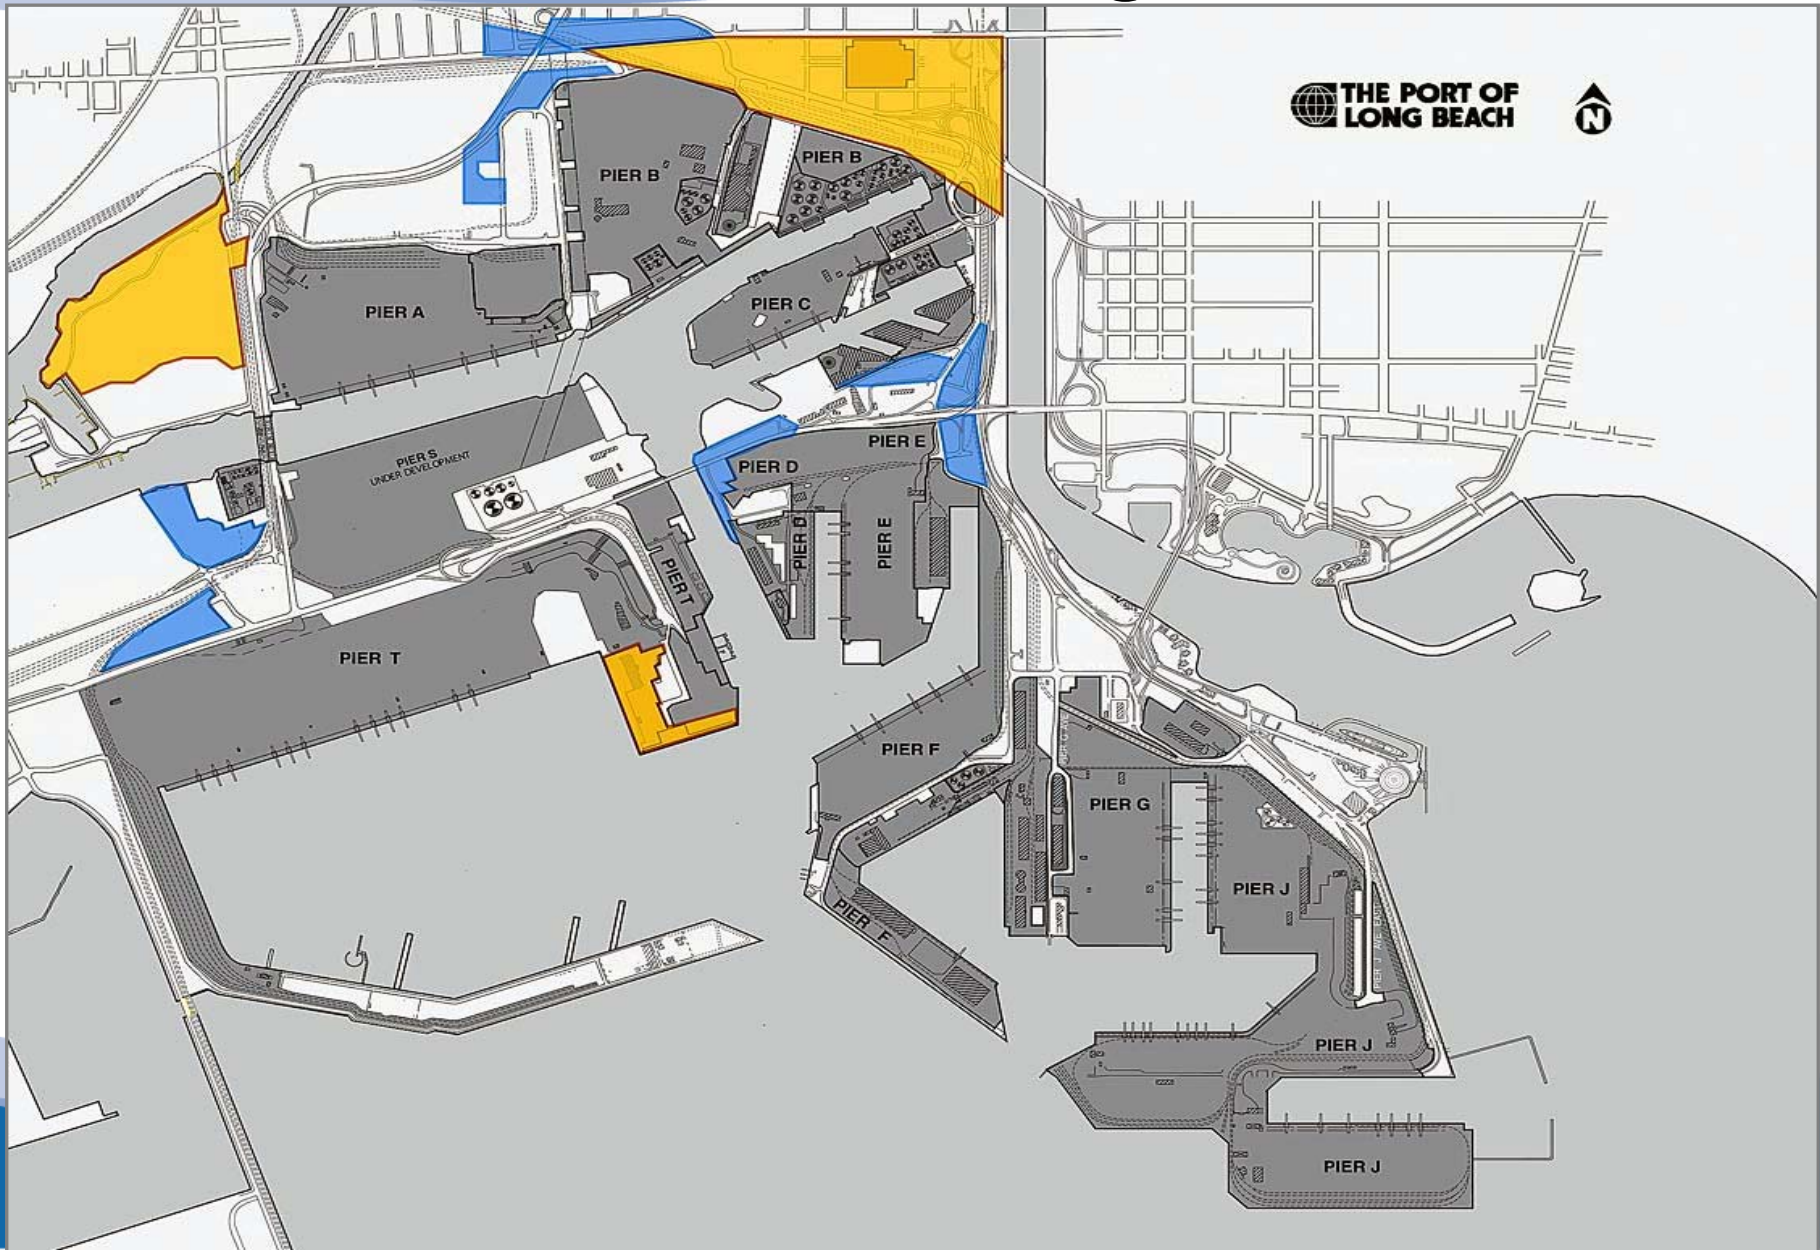 THE PORT OF
LONG BEACH
N
PIER B
PIER B
PIER A
PIER C
PIER S
UNDER DEVELOPMENT
PIER E
PIER D
PIER D
PIER E
PIER T
PIER T
PIER F
PIER G
PIER J
PIER F
PIER J
PIER J